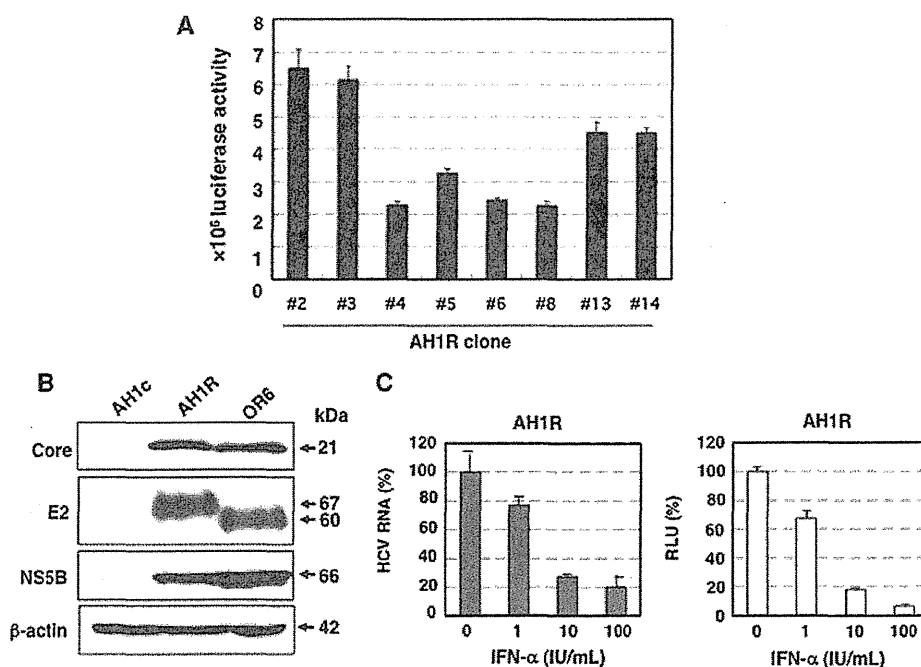 A
×10⁶ luciferase activity
8
7
6
5
4
3
2
1
0
#2 #3 #4 #5 #6 #8 #13 #14
AH1R clone
B
AH1c AH1R OR6 kDa
Core 21
E2 67
60
NS5B 66
β-actin 42
C
AH1R
HCV RNA (%)
120
100
80
60
40
20
0
0 1 10 100
IFN-α (IU/mL)
AH1R
RLU (%)
120
100
80
60
40
20
0
0 1 10 100
IFN-α (IU/mL)